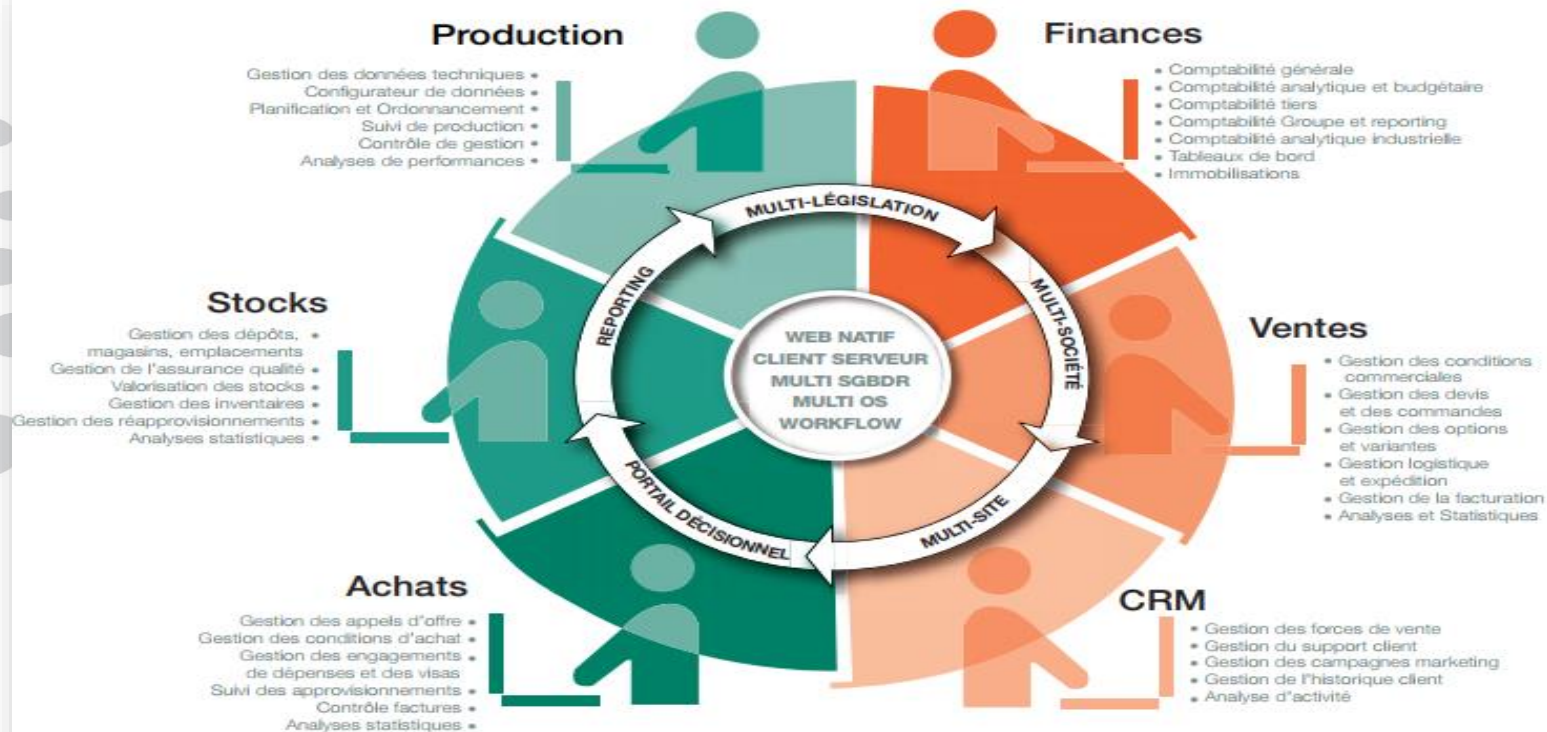 Production
Gestion des données techniques •
Configurateur de données •
Planification et Ordonnancement •
Suivi de production •
Contrôle de gestion •
Analyses de performances •
Finances
• Comptabilité générale
• Comptabilité analytique et budgétaire
• Comptabilité tiers
• Comptabilité Groupe et reporting
• Comptabilité analytique industrielle
• Tableaux de bord
• Immobilisations
Stocks
Gestion des dépôts, •
magasins, emplacements
Gestion de l'assurance qualité •
Valorisation des stocks •
Gestion des inventaires •
Gestion des réapprovisionnements •
Analyses statistiques •
MULTI-LÉGISLATION
MULTI-SOCIÉTÉ
MULTI-SITE
PORTAIL DÉCISIONNEL
REPORTING
WEB NATIF
CLIENT SERVEUR
MULTI SGBDR
MULTI OS
WORKFLOW
Ventes
• Gestion des conditions
commerciales
• Gestion des devis
et des commandes
• Gestion des options
et variantes
• Gestion logistique
et expédition
• Gestion de la facturation
• Analyses et Statistiques
Achats
Gestion des appels d'offre •
Gestion des conditions d'achat •
Gestion des engagements •
de dépenses et des visas
Suivi des approvisionnements •
Contrôle factures •
Analyses statistiques •
CRM
• Gestion des forces de vente
• Gestion du support client
• Gestion des campagnes marketing
• Gestion de l'historique client
• Analyse d'activité